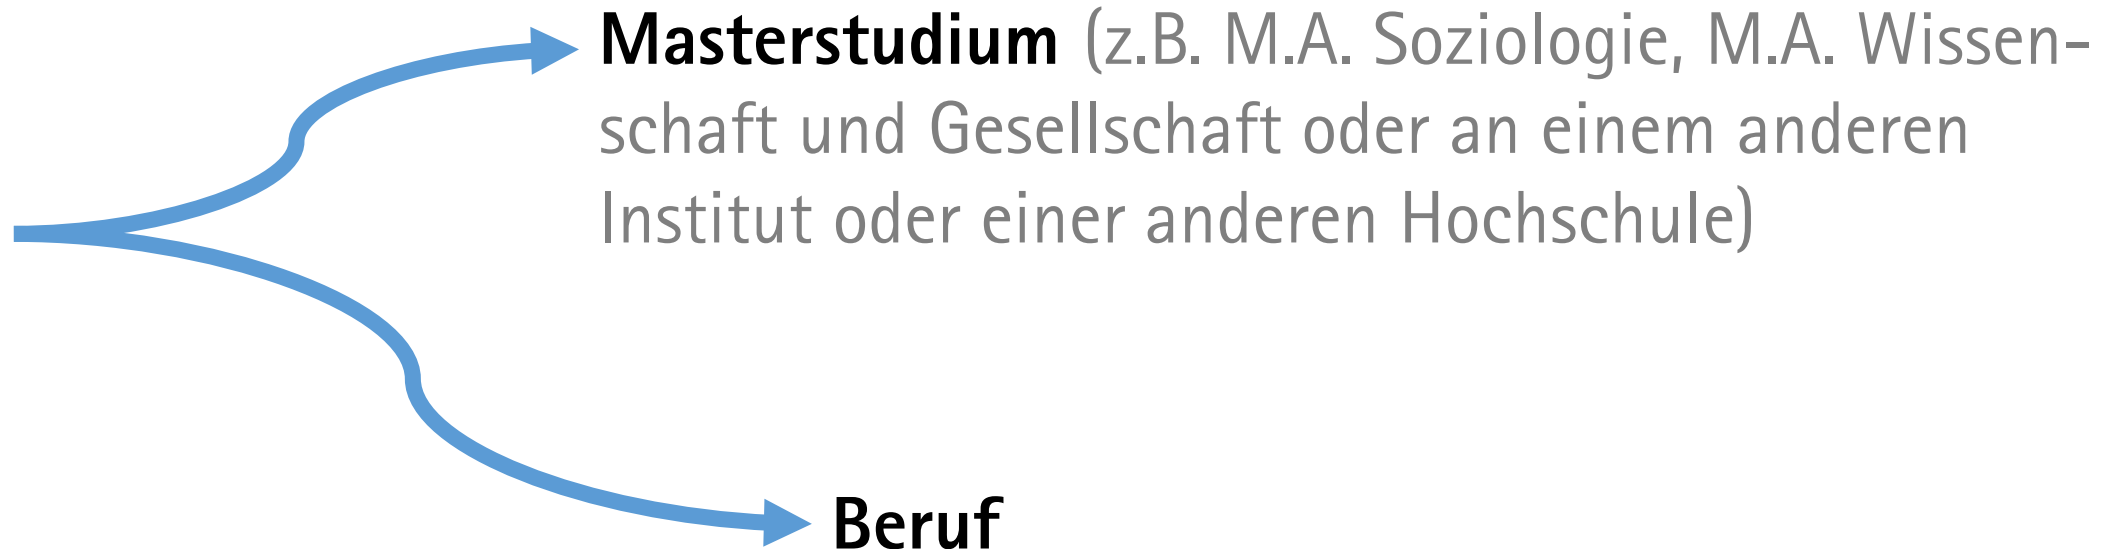 Masterstudium (z.B. M.A. Soziologie, M.A. Wissen-
schaft und Gesellschaft oder an einem anderen
Institut oder einer anderen Hochschule)
Beruf